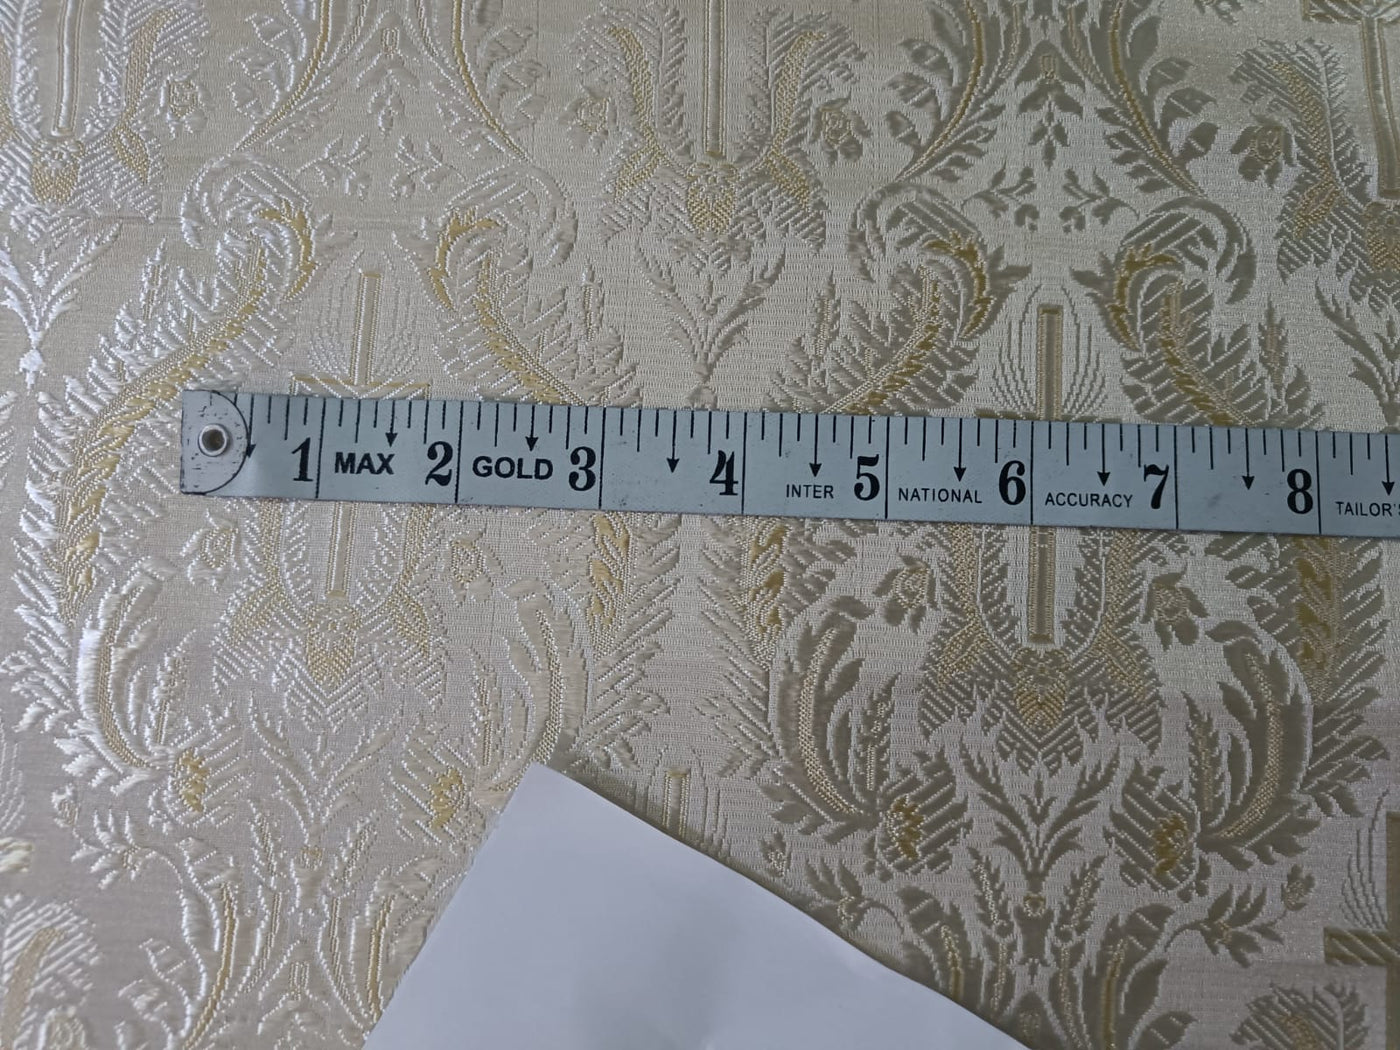 1 MAX 2 GOLD 3 4 INTER 5 NATIONAL 6 ACCURACY 7 8 TAILOR'S